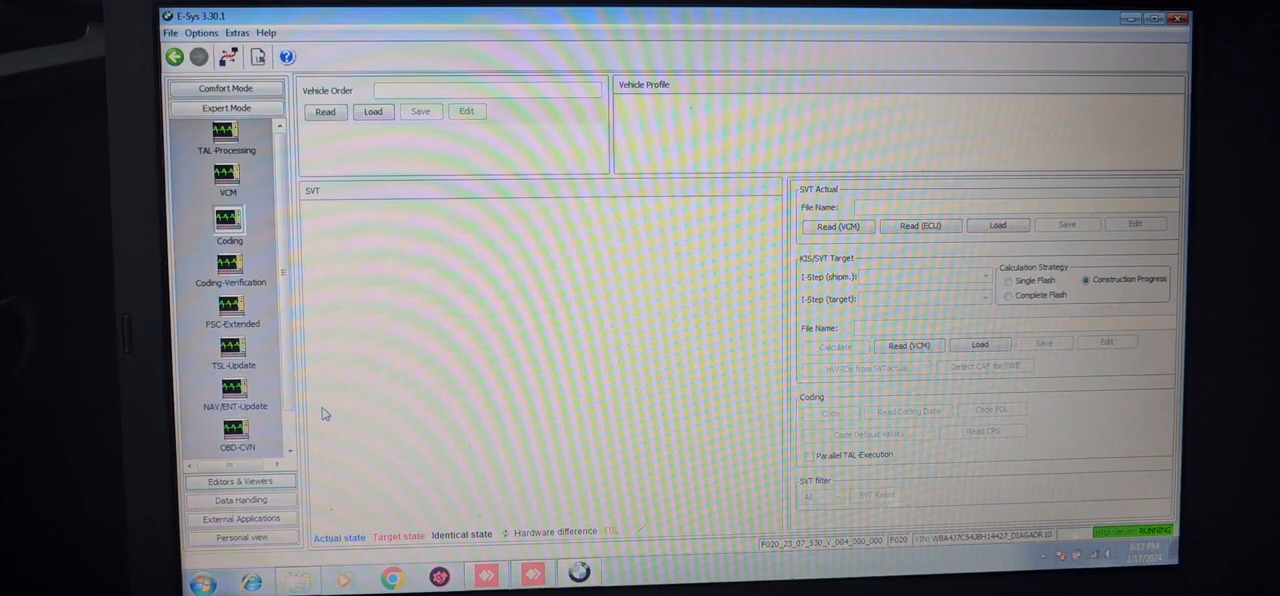 E-Sys 3.30.1
File Options Extras Help
Comfort Mode
Expert Mode
TAL-Processing
VCM
Coding
Coding-Verification
FSC-Extended
TSL-Update
NAV/ENT-Update
OBD-CVN
Editors & Viewers
Data Handling
External Applications
Personal view
Vehicle Order
Read Load Save Edit
Vehicle Profile
SVT
SVT Actual
File Name:
Read (VCM) Read (ECU) Load Save Edit
KIS/SVT Target
I-Step (shipm.):
I-Step (target):
Calculation Strategy
Single Flash Construction Progress
Complete Flash
File Name:
Calculate Read (VCM) Load Save Edit
HW-IDs from SVTactual Detect CAF for SWE
Coding
Code Read Coding Data Code FDL
Code Default Values Read CPS
Parallel TAL-Execution
SVT filter
All SVT Reset
Actual state Target state Identical state Hardware difference FDL
F020_23_07_530_V_004_000_000 F020 VIN: WBA4J7C54JBH14427_DIAGADR10
Http-Server: RUNNING
6:17 PM
2/17/2024